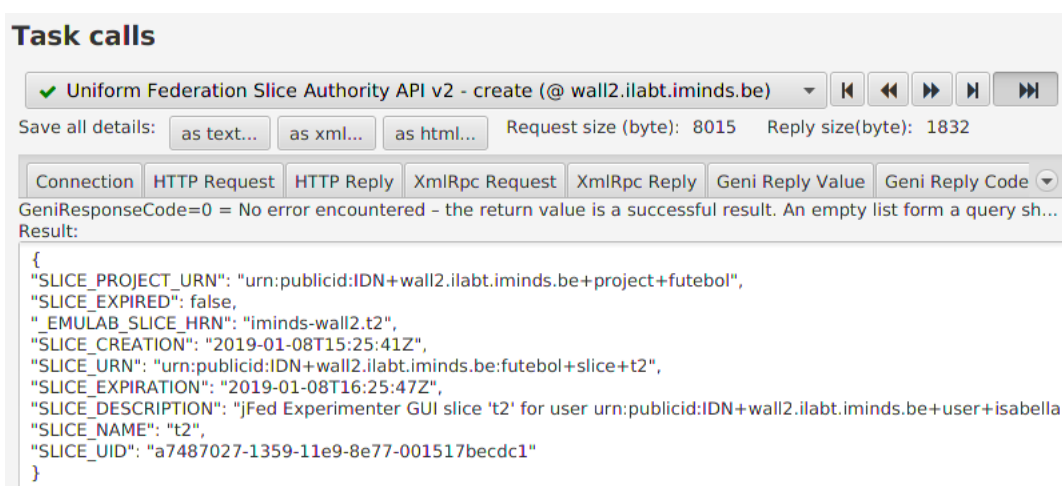 Task calls
Uniform Federation Slice Authority API v2 - create (@ wall2.ilabt.iminds.be)
Save all details: as text... as xml... as html... Request size (byte): 8015 Reply size(byte): 1832
Connection HTTP Request HTTP Reply XmlRpc Request XmlRpc Reply Geni Reply Value Geni Reply Code
GeniResponseCode=0 = No error encountered – the return value is a successful result. An empty list form a query sh...
Result:
{
"SLICE_PROJECT_URN": "urn:publicid:IDN+wall2.ilabt.iminds.be+project+futebol",
"SLICE_EXPIRED": false,
"_EMULAB_SLICE_HRN": "iminds-wall2.t2",
"SLICE_CREATION": "2019-01-08T15:25:41Z",
"SLICE_URN": "urn:publicid:IDN+wall2.ilabt.iminds.be:futebol+slice+t2",
"SLICE_EXPIRATION": "2019-01-08T16:25:47Z",
"SLICE_DESCRIPTION": "jFed Experimenter GUI slice 't2' for user urn:publicid:IDN+wall2.ilabt.iminds.be+user+isabella
"SLICE_NAME": "t2",
"SLICE_UID": "a7487027-1359-11e9-8e77-001517becdc1"
}